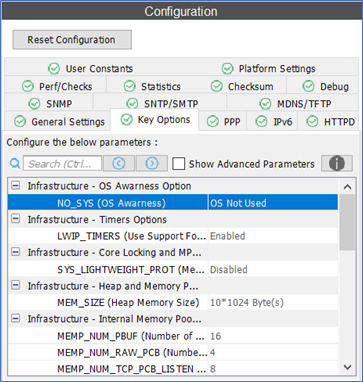 Configuration
Reset Configuration
User Constants
Platform Settings
Perf/Checks
Statistics
Checksum
Debug
SNMP
SNTP/SMTP
MDNS/TFTP
General Settings
Key Options
PPP
IPv6
HTTPD
Configure the below parameters :
Search (Ctrl...
Show Advanced Parameters
Infrastructure - OS Awarness Option
NO_SYS (OS Awarness) OS Not Used
Infrastructure - Timers Options
LWIP_TIMERS (Use Support Fo... Enabled
Infrastructure - Core Locking and MP...
SYS_LIGHTWEIGHT_PROT (Me... Disabled
Infrastructure - Heap and Memory P...
MEM_SIZE (Heap Memory Size) 10*1024 Byte(s)
Infrastructure - Internal Memory Poo...
MEMP_NUM_PBUF (Number of ... 16
MEMP_NUM_RAW_PCB (Numbe... 4
MEMP_NUM_TCP_PCB_LISTEN ... 8